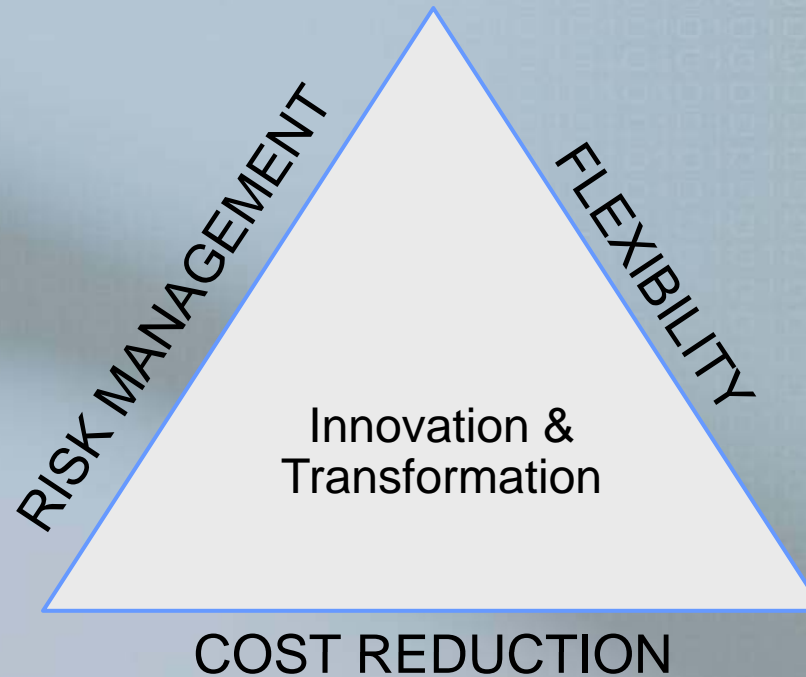 RISK MANAGEMENT
FLEXIBILITY
Innovation &
Transformation
COST REDUCTION